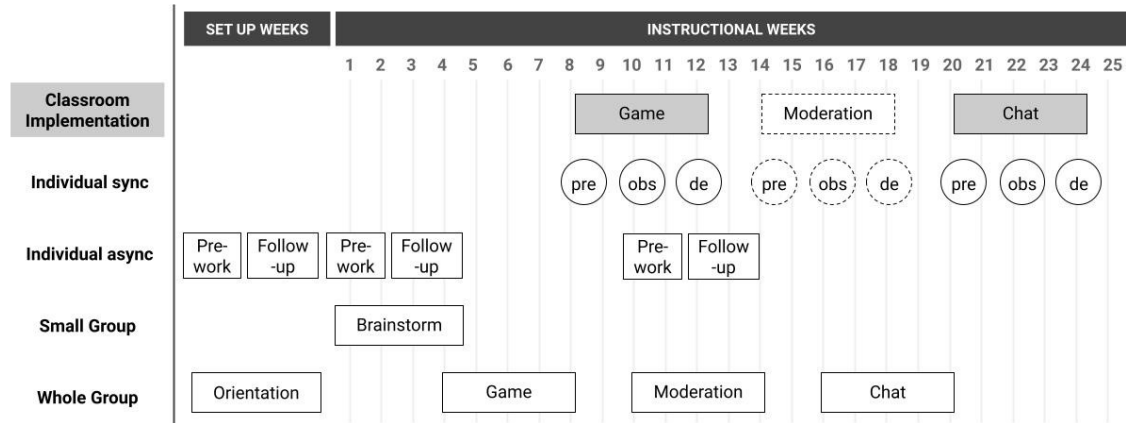 SET UP WEEKS INSTRUCTIONAL WEEKS
1 2 3 4 5 6 7 8 9 10 11 12 13 14 15 16 17 18 19 20 21 22 23 24 25
Classroom
Implementation
Game Moderation Chat
Individual sync
pre obs de pre obs de pre obs de
Individual async
Pre-
work
Follow
-up
Pre-
work
Follow
-up
Pre-
work
Follow
-up
Small Group
Brainstorm
Whole Group
Orientation Game Moderation Chat